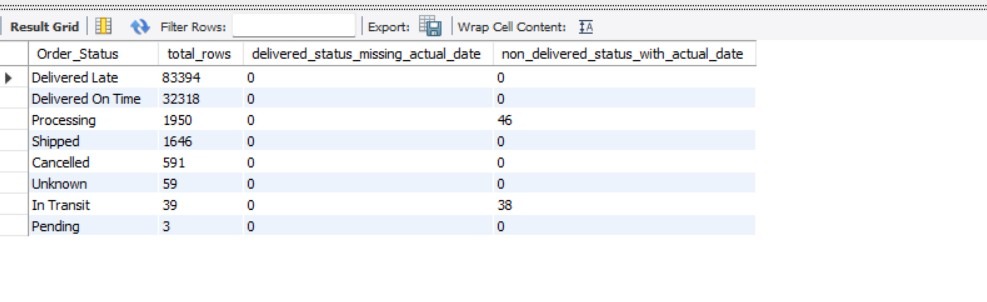 Result Grid Filter Rows: Export: Wrap Cell Content: IA
Order_Status total_rows delivered_status_missing_actual_date non_delivered_status_with_actual_date
Delivered Late 83394 0 0
Delivered On Time 32318 0 0
Processing 1950 0 46
Shipped 1646 0 0
Cancelled 591 0 0
Unknown 59 0 0
In Transit 39 0 38
Pending 3 0 0